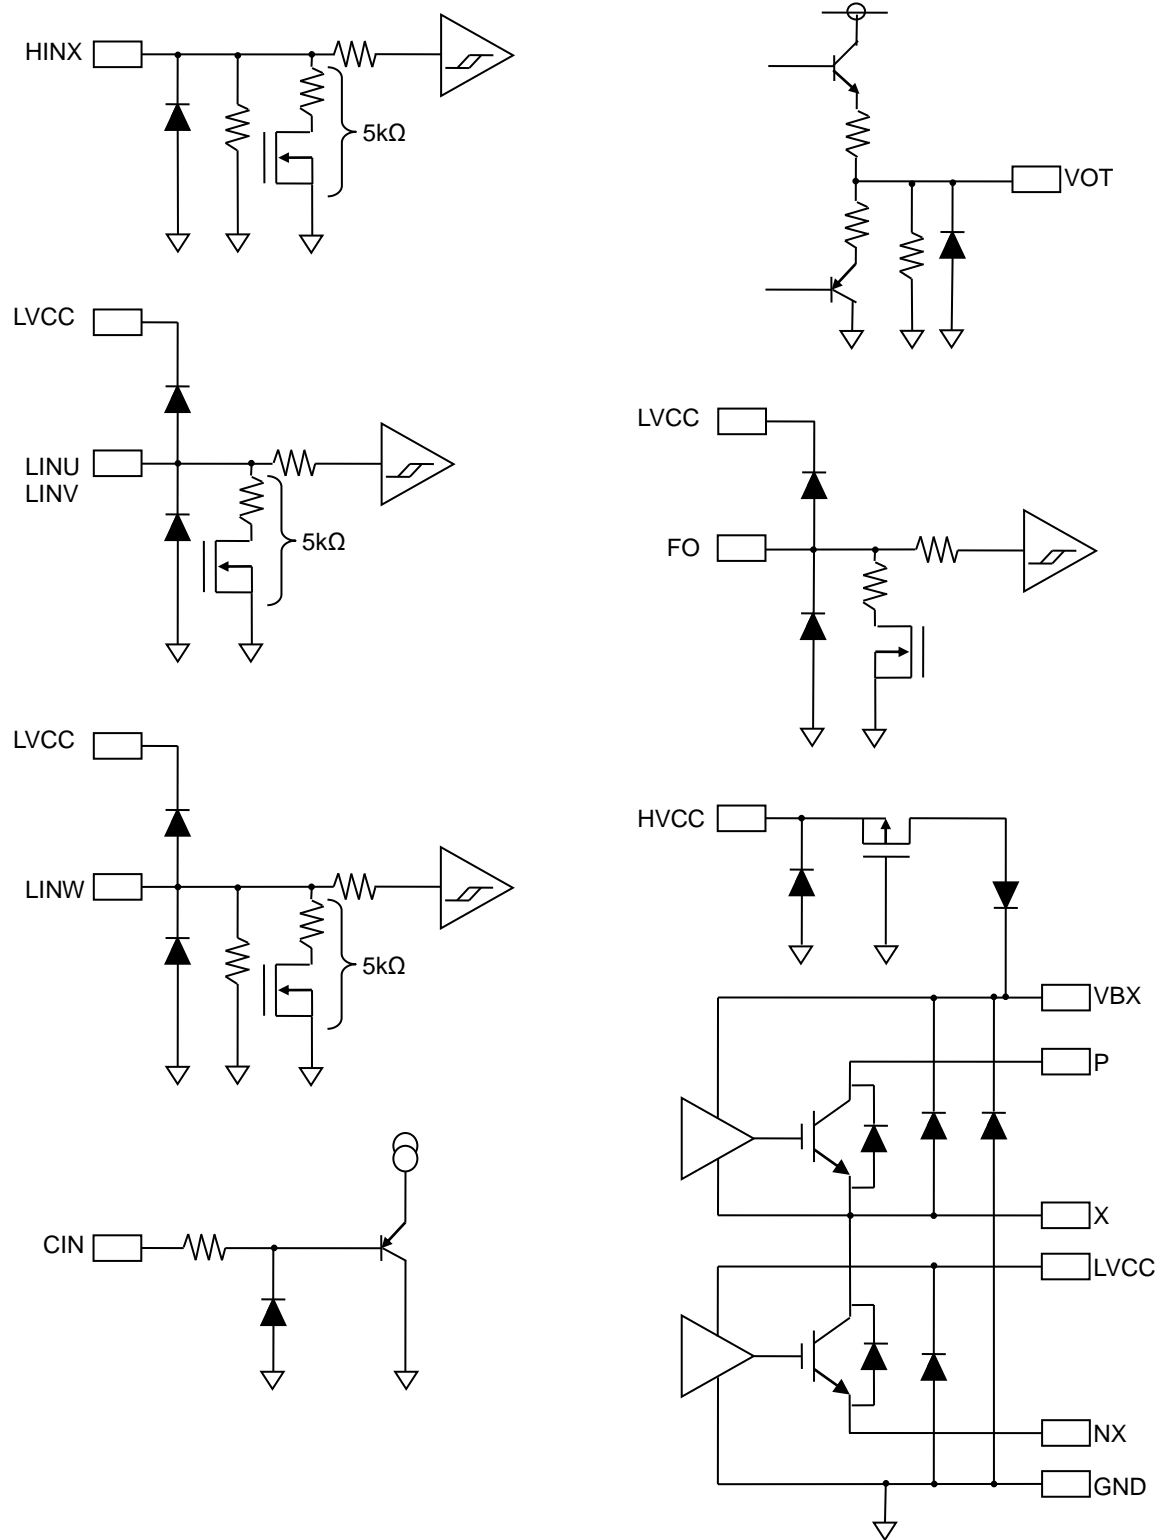 HINX
5kΩ
LVCC
LINU
LINV
5kΩ
LVCC
LINW
5kΩ
CIN
VOT
LVCC
FO
HVCC
VBX
P
X
LVCC
NX
GND